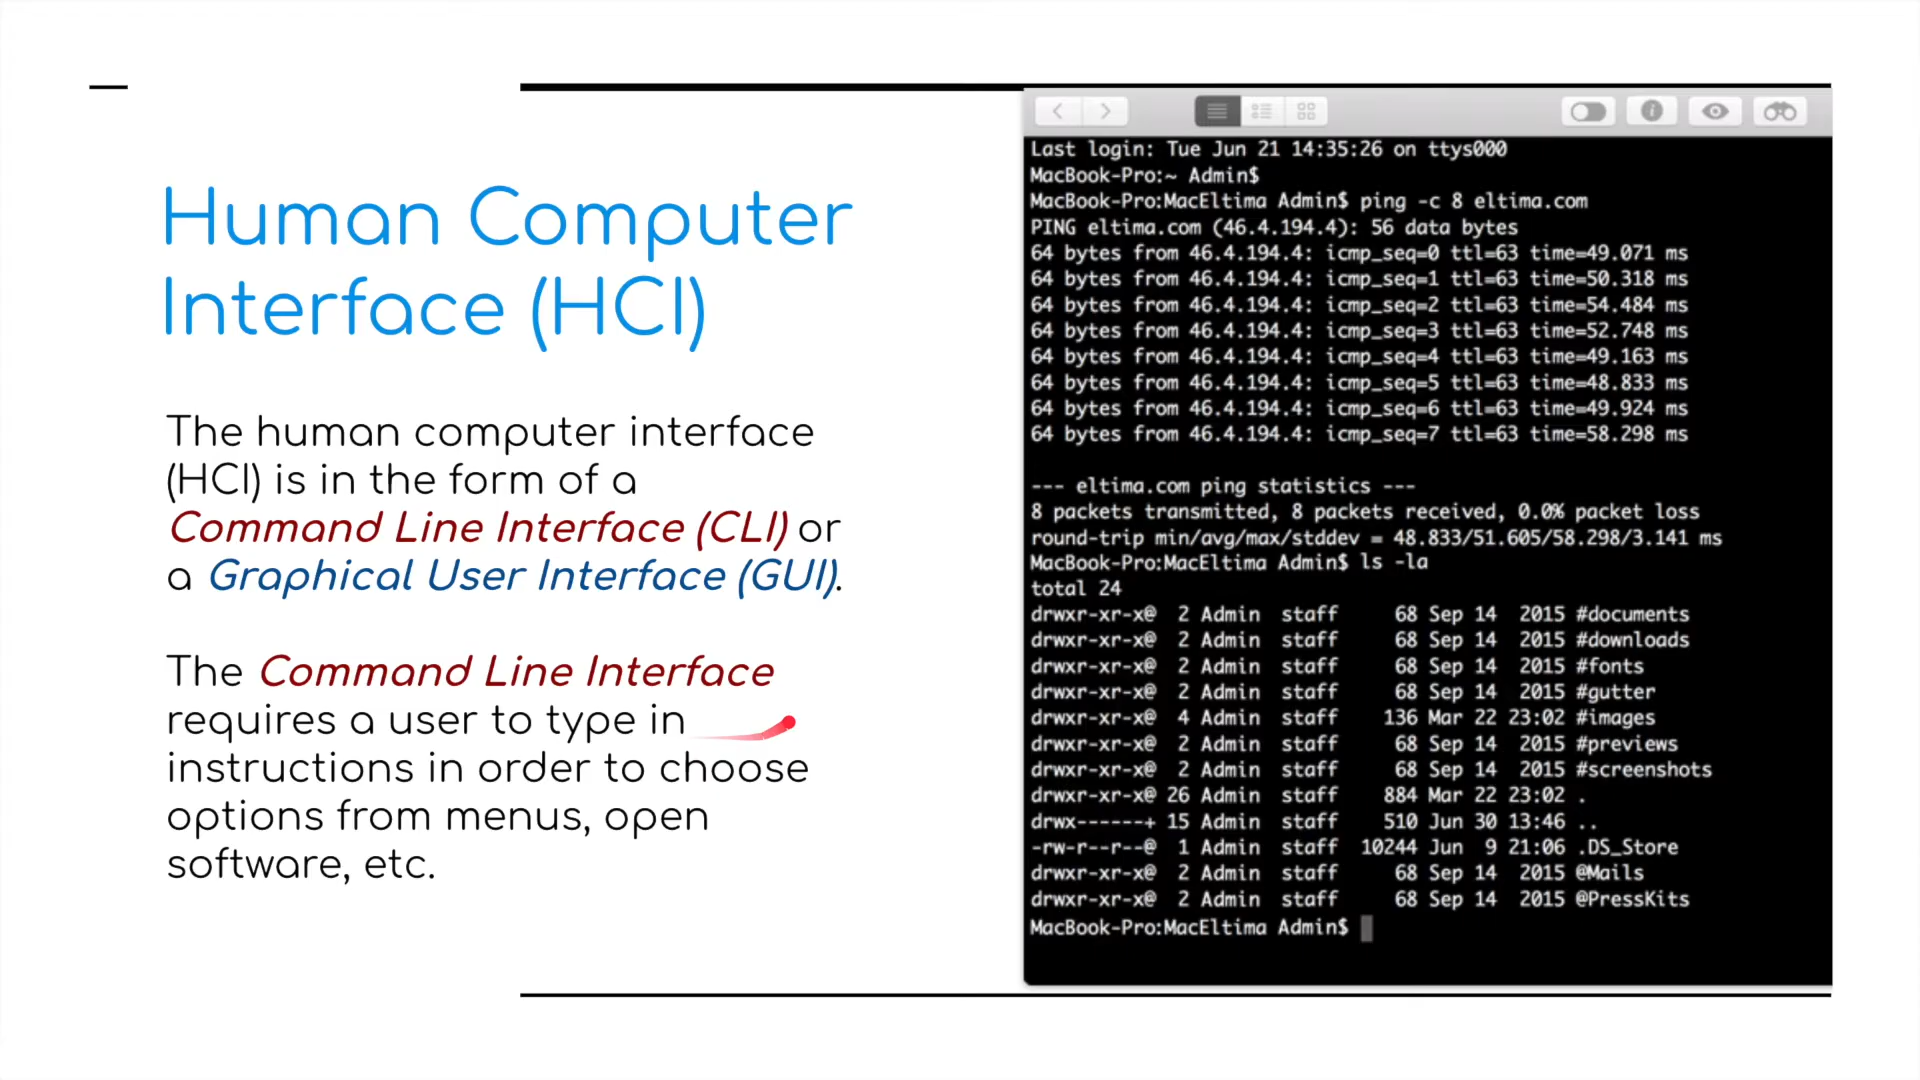 Human Computer
Interface (HCI)
The human computer interface
(HCI) is in the form of a
Command Line Interface (CLI) or
a Graphical User Interface (GUI).
The Command Line Interface
requires a user to type in
instructions in order to choose
options from menus, open
software, etc.
Last login: Tue Jun 21 14:35:26 on ttys000
MacBook-Pro:~ Admin$
MacBook-Pro:MacEltima Admin$ ping -c 8 eltima.com
PING eltima.com (46.4.194.4): 56 data bytes
64 bytes from 46.4.194.4: icmp_seq=0 ttl=63 time=49.071 ms
64 bytes from 46.4.194.4: icmp_seq=1 ttl=63 time=50.318 ms
64 bytes from 46.4.194.4: icmp_seq=2 ttl=63 time=54.484 ms
64 bytes from 46.4.194.4: icmp_seq=3 ttl=63 time=52.748 ms
64 bytes from 46.4.194.4: icmp_seq=4 ttl=63 time=49.163 ms
64 bytes from 46.4.194.4: icmp_seq=5 ttl=63 time=48.833 ms
64 bytes from 46.4.194.4: icmp_seq=6 ttl=63 time=49.924 ms
64 bytes from 46.4.194.4: icmp_seq=7 ttl=63 time=58.298 ms
--- eltima.com ping statistics ---
8 packets transmitted, 8 packets received, 0.0% packet loss
round-trip min/avg/max/stddev = 48.833/51.605/58.298/3.141 ms
MacBook-Pro:MacEltima Admin$ ls -la
total 24
drwxr-xr-x@  2 Admin  staff     68 Sep 14  2015 #documents
drwxr-xr-x@  2 Admin  staff     68 Sep 14  2015 #downloads
drwxr-xr-x@  2 Admin  staff     68 Sep 14  2015 #fonts
drwxr-xr-x@  2 Admin  staff     68 Sep 14  2015 #gutter
drwxr-xr-x@  4 Admin  staff    136 Mar 22 23:02 #images
drwxr-xr-x@  2 Admin  staff     68 Sep 14  2015 #previews
drwxr-xr-x@  2 Admin  staff     68 Sep 14  2015 #screenshots
drwxr-xr-x@ 26 Admin  staff    884 Mar 22 23:02 .
drwx------+ 15 Admin  staff    510 Jun 30 13:46 ..
-rw-r--r--@  1 Admin  staff  10244 Jun  9 21:06 .DS_Store
drwxr-xr-x@  2 Admin  staff     68 Sep 14  2015 @Mails
drwxr-xr-x@  2 Admin  staff     68 Sep 14  2015 @PressKits
MacBook-Pro:MacEltima Admin$